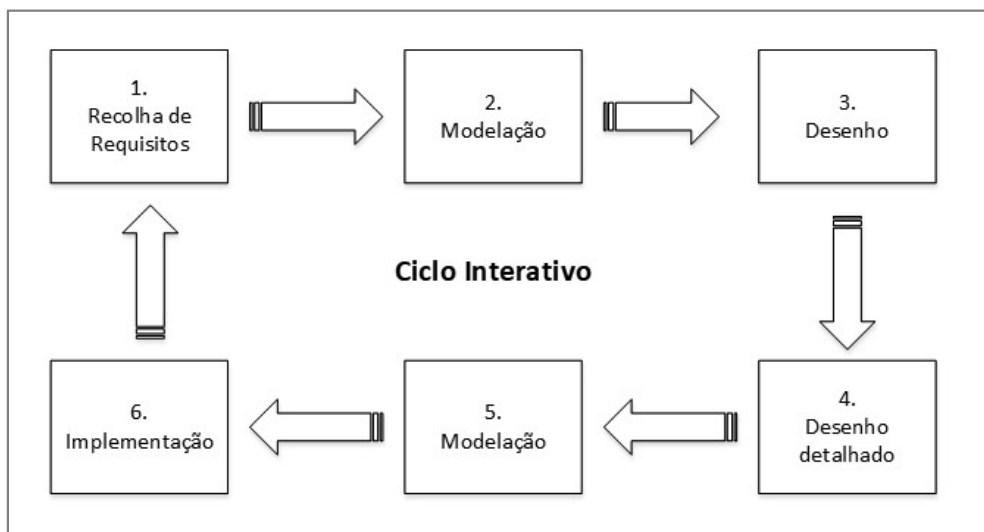 1.
Recolha de
Requisitos
2.
Modelação
3.
Desenho
Ciclo Interativo
6.
Implementação
5.
Modelação
4.
Desenho
detalhado